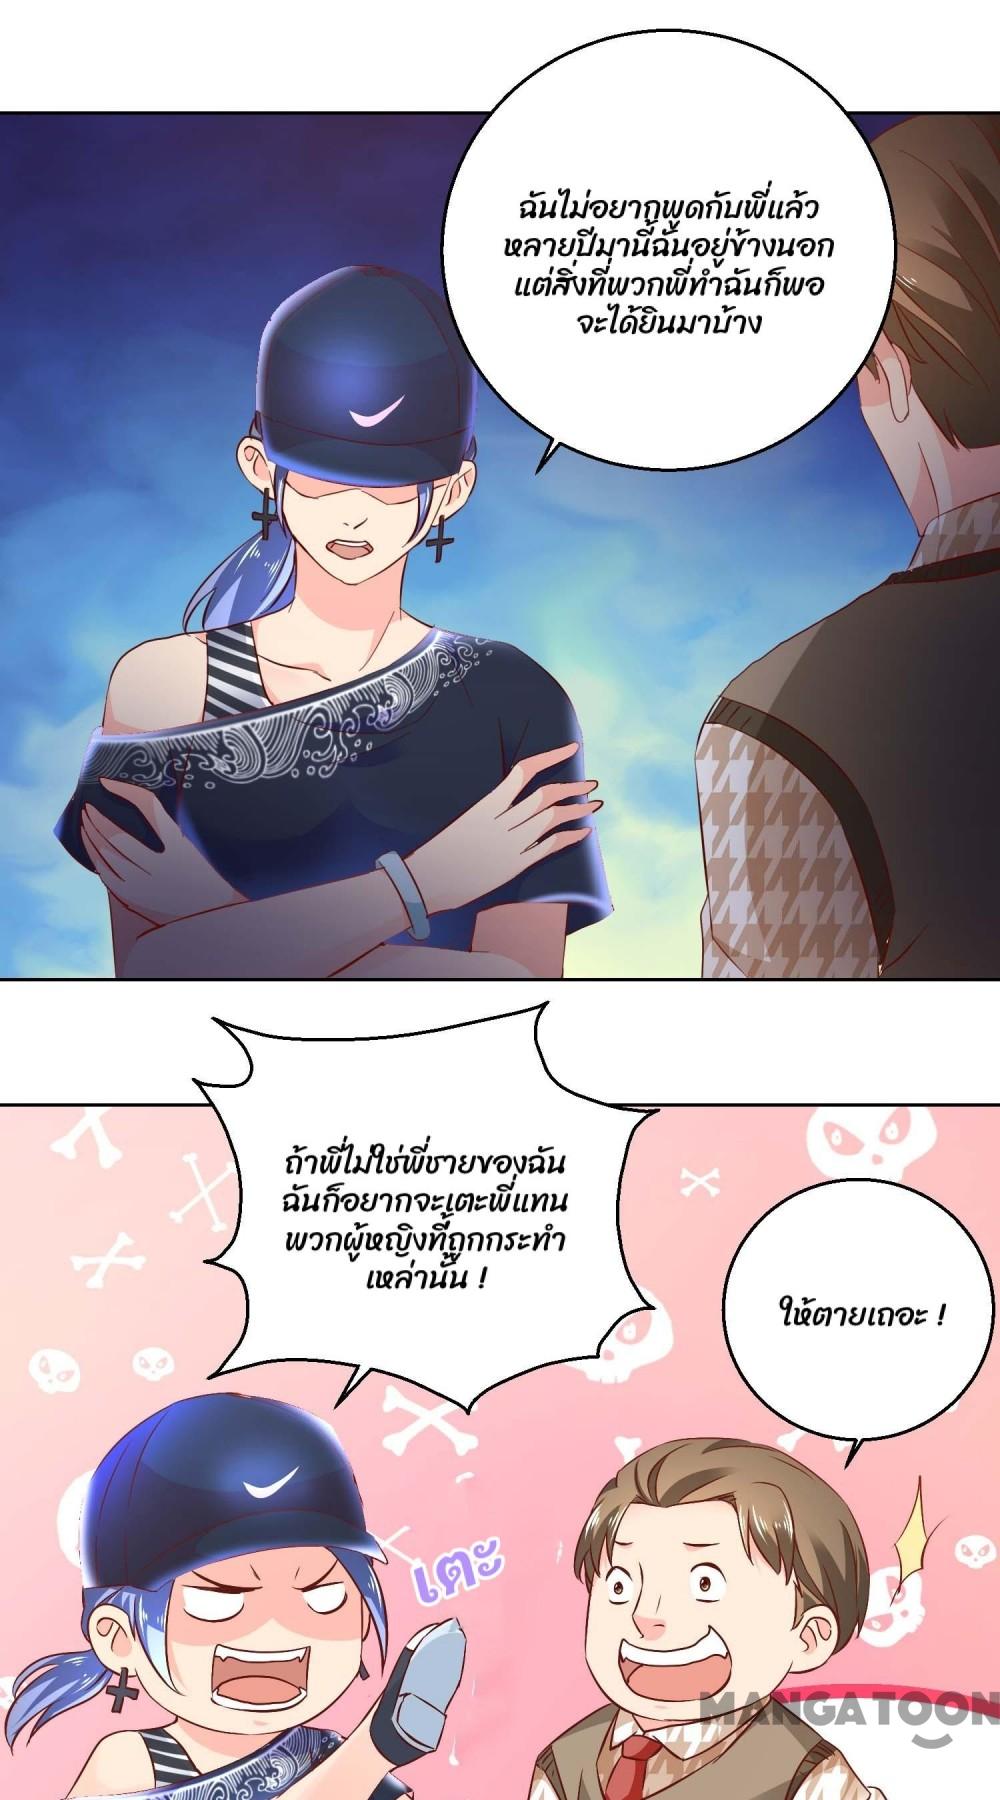 ฉันไม่อยากพูดกับพี่แล้ว
หลายปีมานี้ฉันอยู่ข้างนอก
แต่สิ่งที่พวกพี่ทำฉันก็พอ
จะได้ยินมาบ้าง
ถ้าพี่ไม่ใช่พี่ชายของฉัน
ฉันก็อยากจะเตะพี่แทน
พวกผู้หญิงที่ถูกกระทำ
เหล่านั้น !
ให้ตายเถอะ !
เตะ
MANGATOON